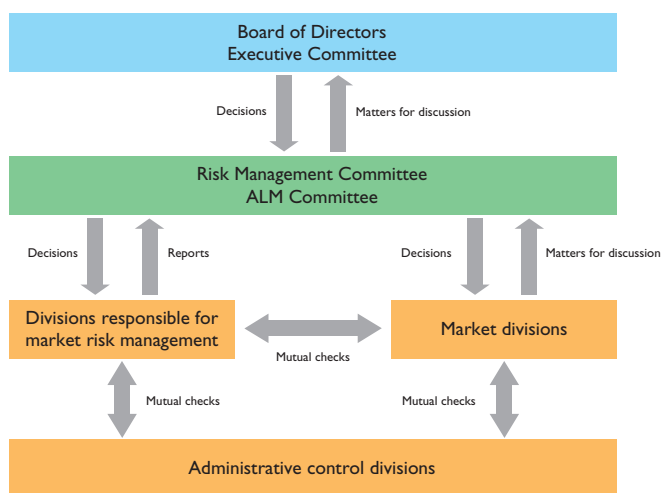 Board of Directors
Executive Committee
Decisions
Matters for discussion
Risk Management Committee
ALM Committee
Decisions
Reports
Decisions
Matters for discussion
Divisions responsible for
market risk management
Mutual checks
Market divisions
Mutual checks
Mutual checks
Administrative control divisions